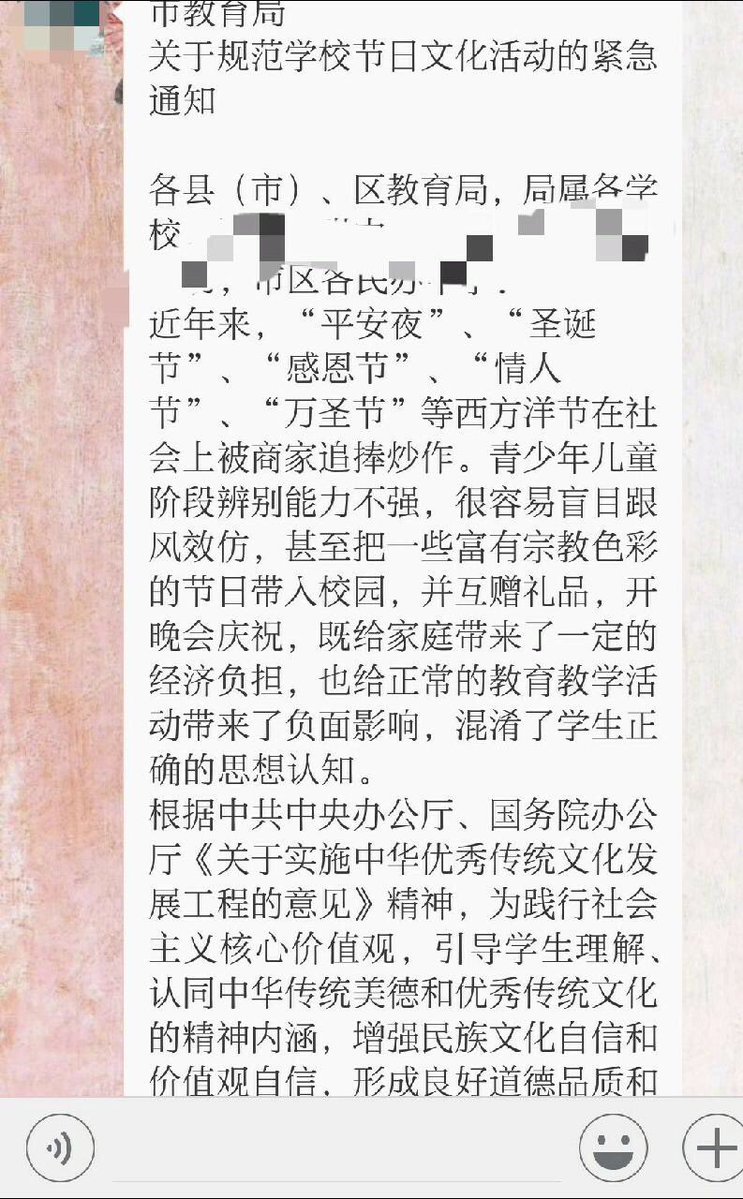 市教育局
关于规范学校节日文化活动的紧急
通知
各县（市）、区教育局，局属各学
校
市区各民办
近年来，“平安夜”、“圣诞
节”、“感恩节”、“情人
节”、“万圣节”等西方洋节在社
会上被商家追捧炒作。青少年儿童
阶段辨别能力不强，很容易盲目跟
风效仿，甚至把一些富有宗教色彩
的节日带入校园，并互赠礼品，开
晚会庆祝，既给家庭带来了一定的
经济负担，也给正常的教育教学活
动带来了负面影响，混淆了学生正
确的思想认知。
根据中共中央办公厅、国务院办公
厅《关于实施中华优秀传统文化发
展工程的意见》精神，为践行社会
主义核心价值观，引导学生理解、
认同中华传统美德和优秀传统文化
的精神内涵，增强民族文化自信和
价值观自信，形成良好道德品质和